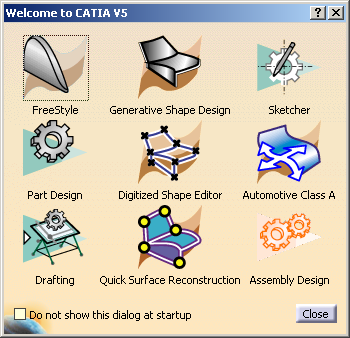 Welcome to CATIA V5
FreeStyle
Generative Shape Design
Sketcher
Part Design
Digitized Shape Editor
Automotive Class A
Drafting
Quick Surface Reconstruction
Assembly Design
Do not show this dialog at startup
Close